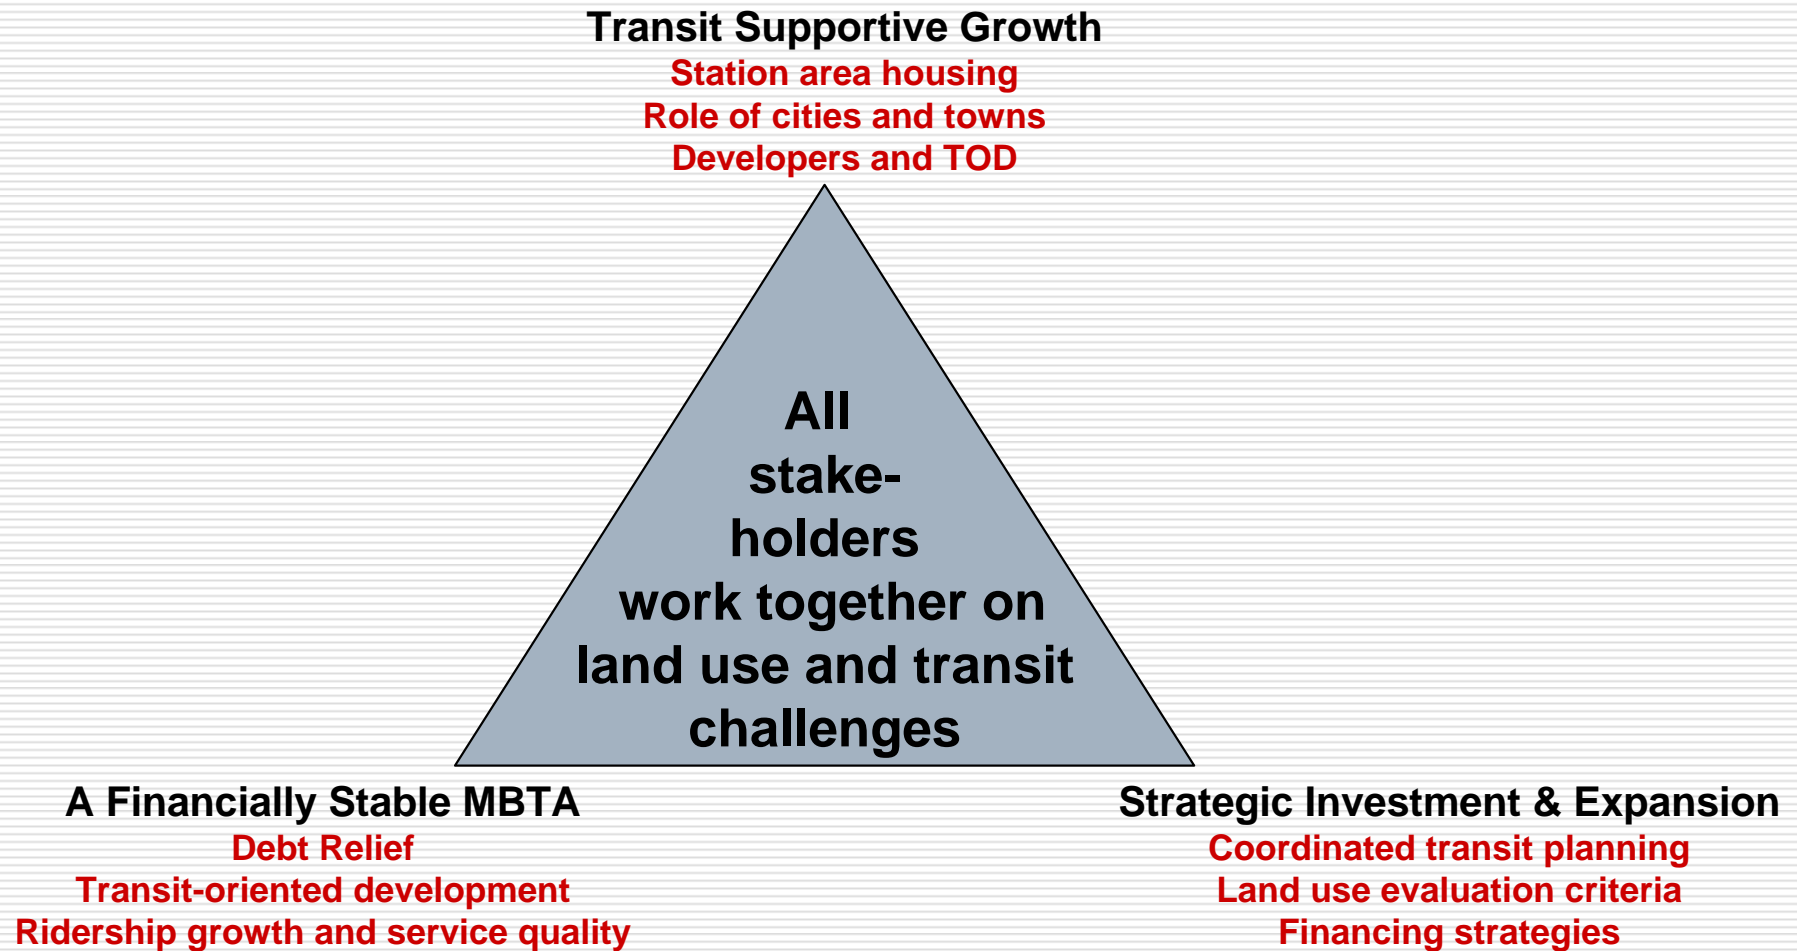 Transit Supportive Growth
Station area housing
Role of cities and towns
Developers and TOD
All
stake-
holders
work together on
land use and transit
challenges
A Financially Stable MBTA
Debt Relief
Transit-oriented development
Ridership growth and service quality
Strategic Investment & Expansion
Coordinated transit planning
Land use evaluation criteria
Financing strategies